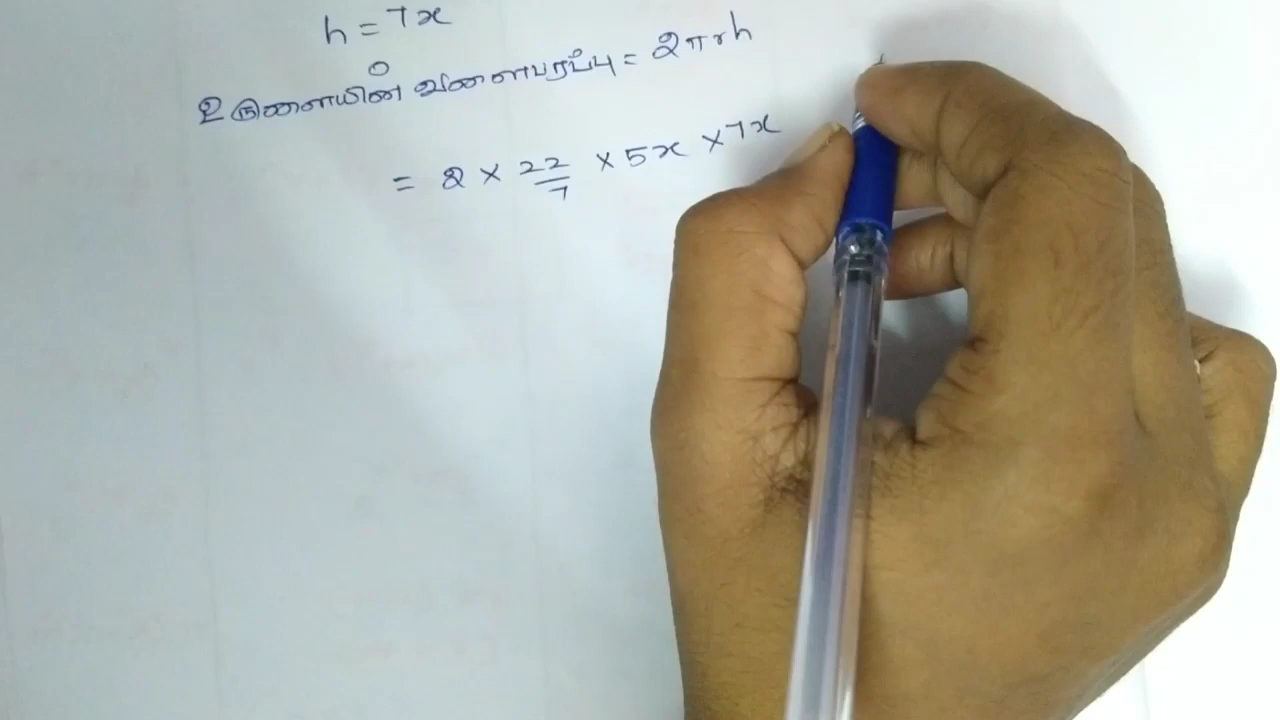 h = 7x
உருளையின் வளைபரப்பு = 2πrh
= 2 × 22/7 × 5x × 7x